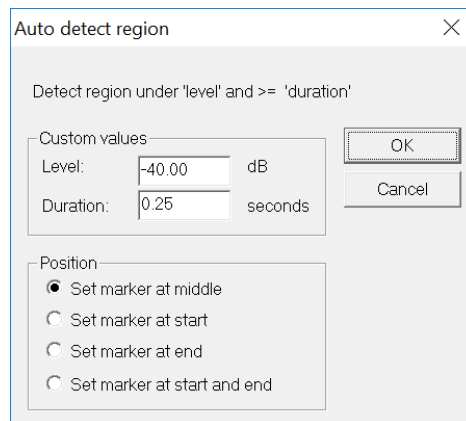 Auto detect region
Detect region under 'level' and >= 'duration'
Custom values
Level: -40.00 dB
Duration: 0.25 seconds
OK
Cancel
Position
Set marker at middle
Set marker at start
Set marker at end
Set marker at start and end